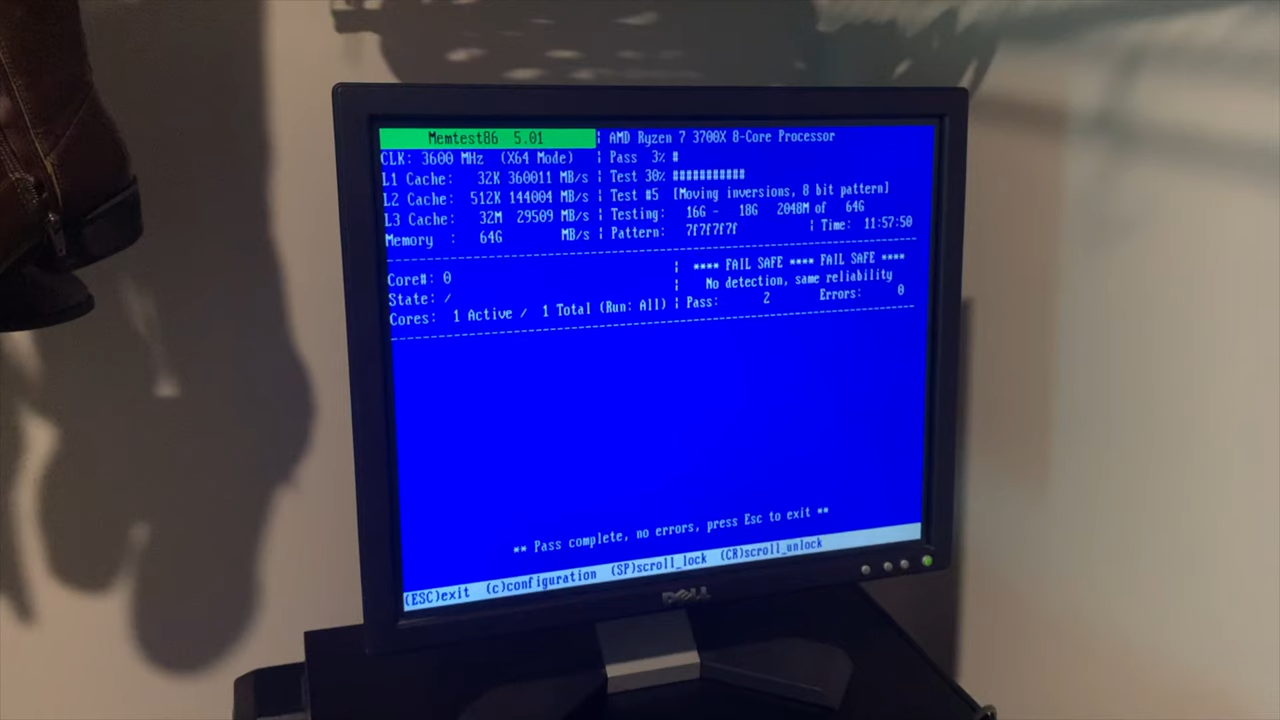 Memtest86 5.01 | AMD Ryzen 7 3700X 8-Core Processor
CLK: 3600 MHz (X64 Mode) | Pass 3% #
L1 Cache: 32K 360011 MB/s | Test 30% ###########
L2 Cache: 512K 144004 MB/s | Test #5 [Moving inversions, 8 bit pattern]
L3 Cache: 32M 29509 MB/s | Testing: 16G - 18G 2048M of 64G
Memory : 64G MB/s | Pattern: 7f7f7f7f | Time: 11:57:50
Core#: 0 | **** FAIL SAFE **** FAIL SAFE ****
State: / | No detection, same reliability
Cores: 1 Active / 1 Total (Run: All) | Pass: 2 Errors: 0
** Pass complete, no errors, press Esc to exit **
(ESC)exit (c)configuration (SP)scroll_lock (CR)scroll_unlock
DELL